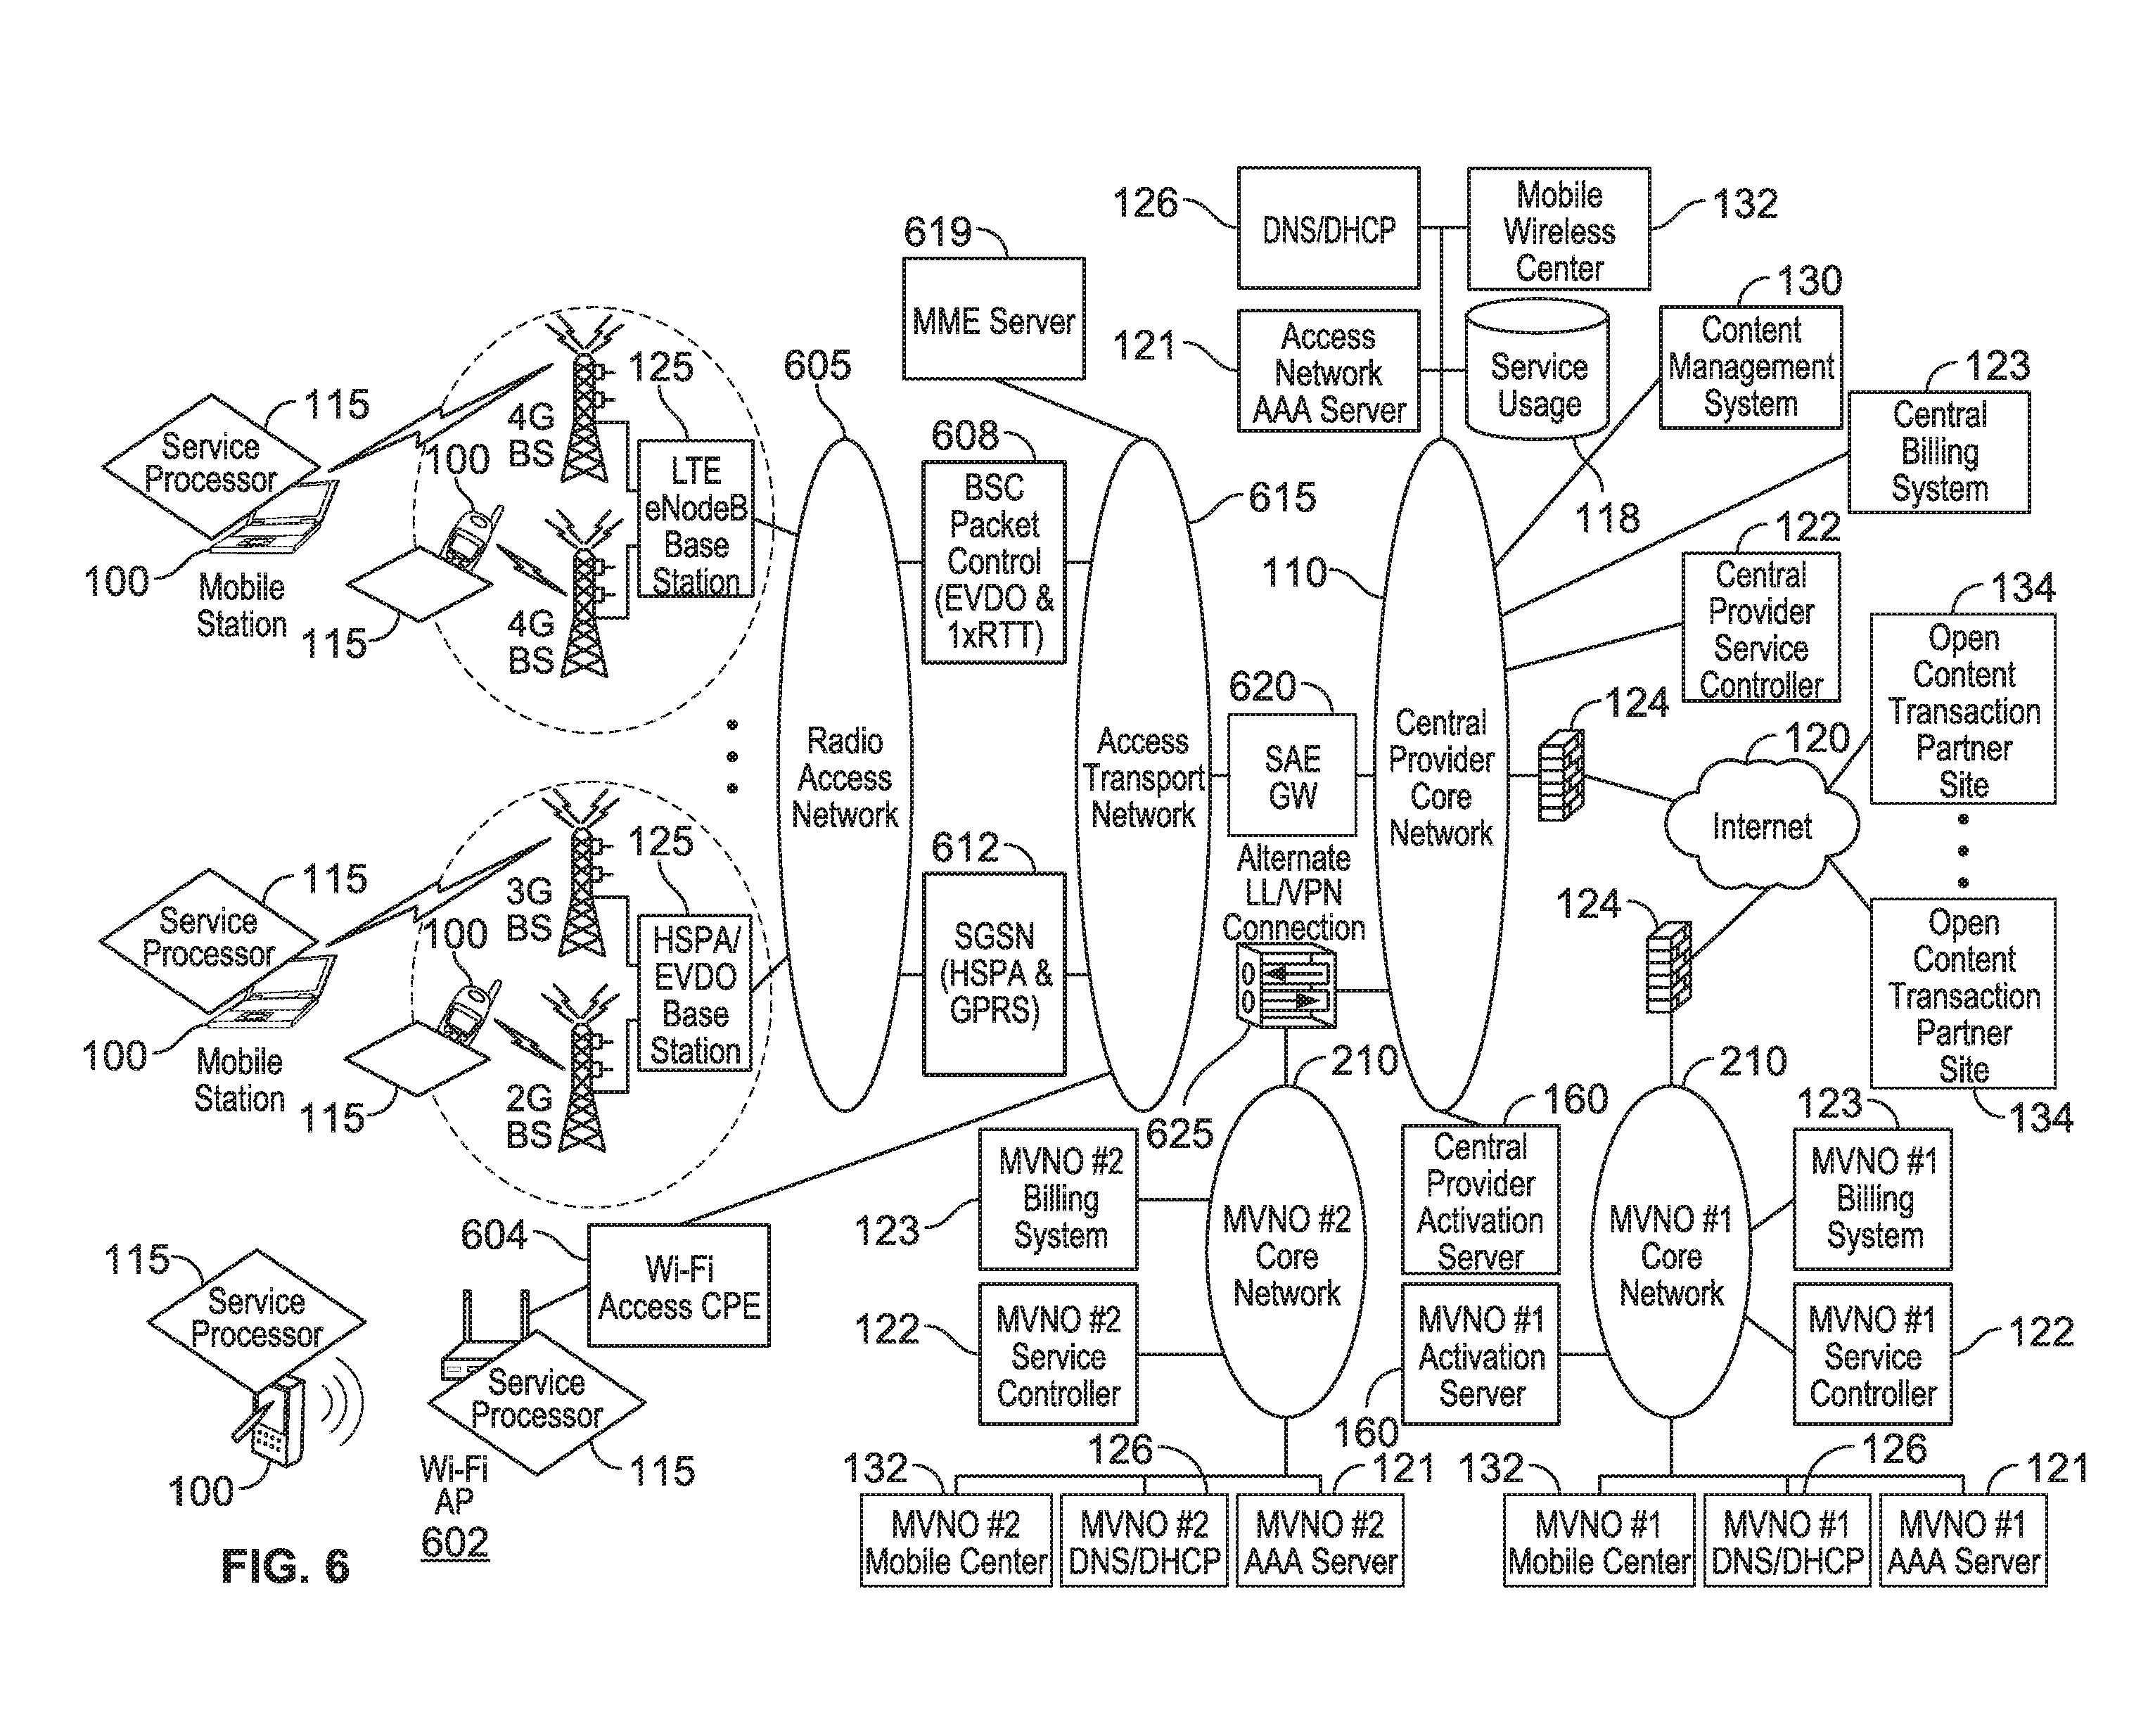 126
DNS/DHCP
Mobile
Wireless
Center
132
619
MME Server
121
Access
Network
AAA Server
Service
Usage
118
130
Content
Management
System
123
Central
Billing
System
115
Service
Processor
100
Mobile
Station
4G
BS
100
115
4G
BS
125
LTE
eNodeB
Base
Station
605
Radio
Access
Network
608
BSC
Packet
Control
(EVDO &
1xRTT)
615
Access
Transport
Network
110
Central
Provider
Core
Network
122
Central
Provider
Service
Controller
134
Open
Content
Transaction
Partner
Site
620
SAE
GW
124
120
Internet
115
Service
Processor
100
Mobile
Station
3G
BS
100
115
2G
BS
125
HSPA/
EVDO
Base
Station
612
SGSN
(HSPA &
GPRS)
Alternate
LL/VPN
Connection
625
124
Open
Content
Transaction
Partner
Site
134
210
MVNO #2
Core
Network
MVNO #2
Billing
System
123
MVNO #2
Service
Controller
122
160
Central
Provider
Activation
Server
MVNO #1
Activation
Server
160
210
MVNO #1
Core
Network
123
MVNO #1
Billing
System
MVNO #1
Service
Controller
122
115
Service
Processor
100
604
Wi-Fi
Access CPE
Service
Processor
115
Wi-Fi
AP
602
132
MVNO #2
Mobile Center
126
MVNO #2
DNS/DHCP
121
MVNO #2
AAA Server
132
MVNO #1
Mobile Center
126
MVNO #1
DNS/DHCP
121
MVNO #1
AAA Server
FIG. 6